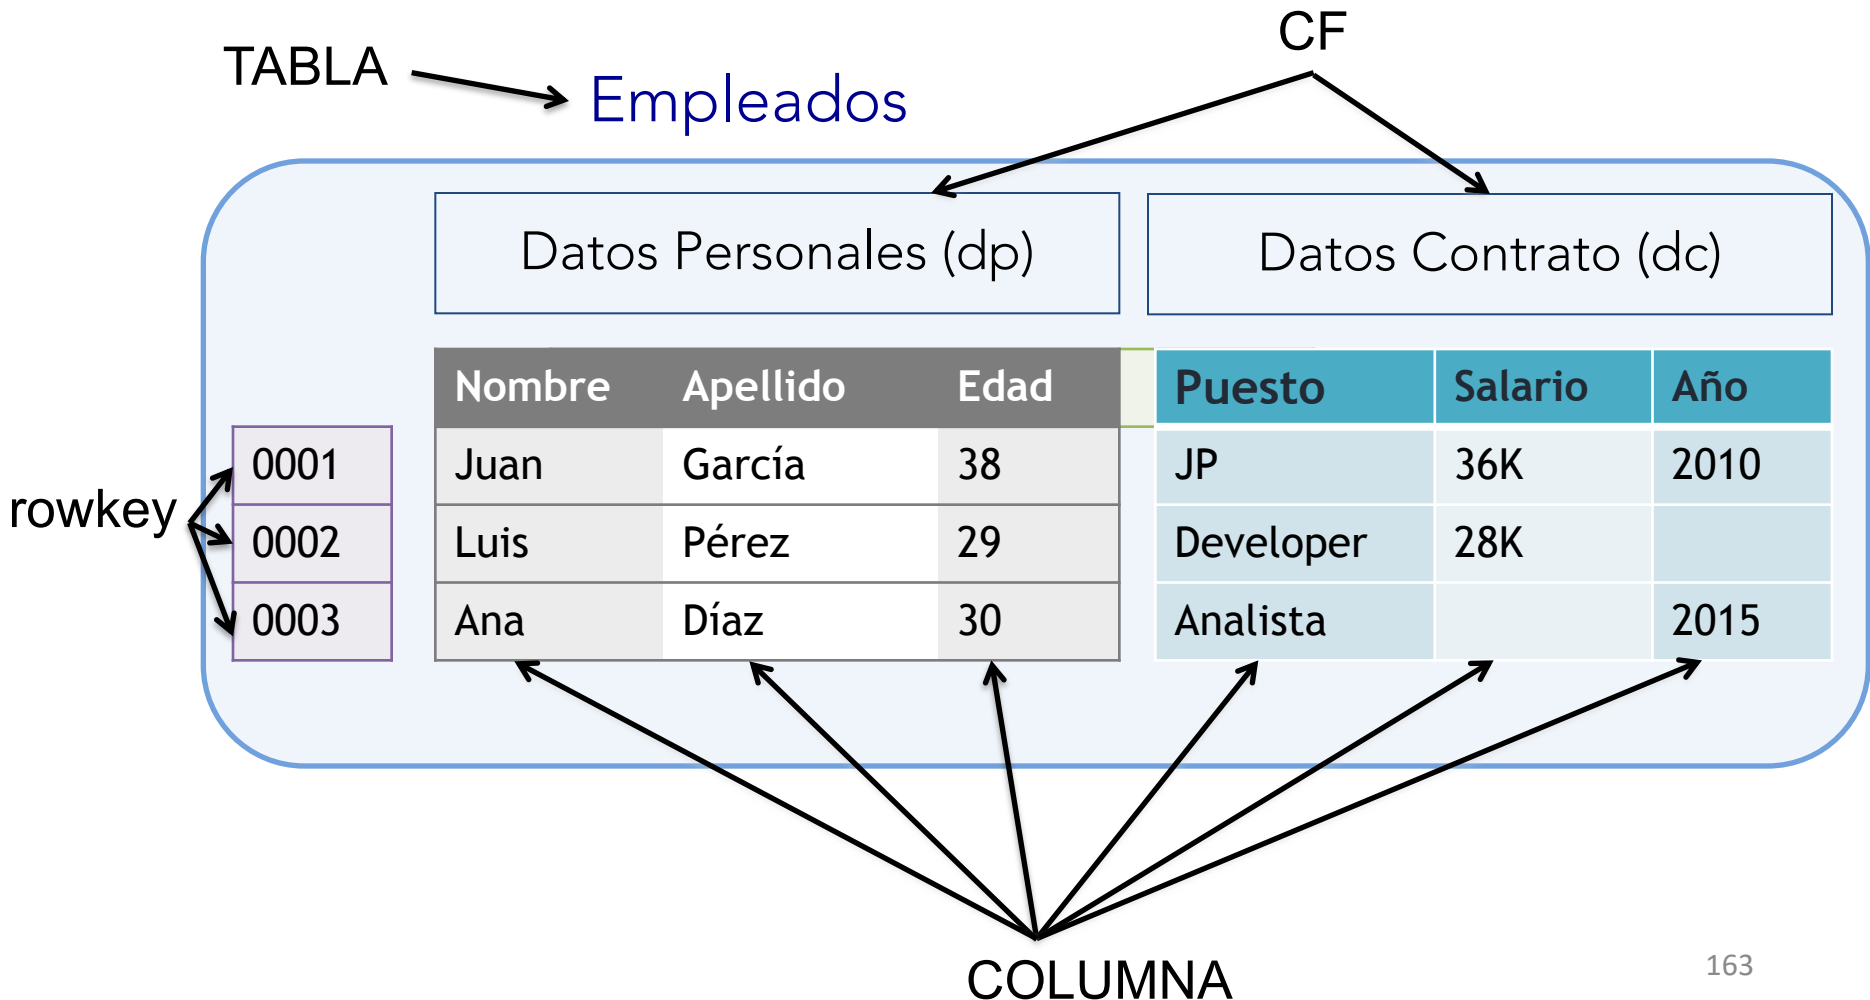 CF
TABLA
Empleados
Datos Personales (dp) Datos Contrato (dc)
Nombre Apellido Edad Puesto Salario Año
0001 Juan García 38 JP 36K 2010
rowkey
0002 Luis Pérez 29 Developer 28K
0003 Ana Díaz 30 Analista 2015
COLUMNA
163